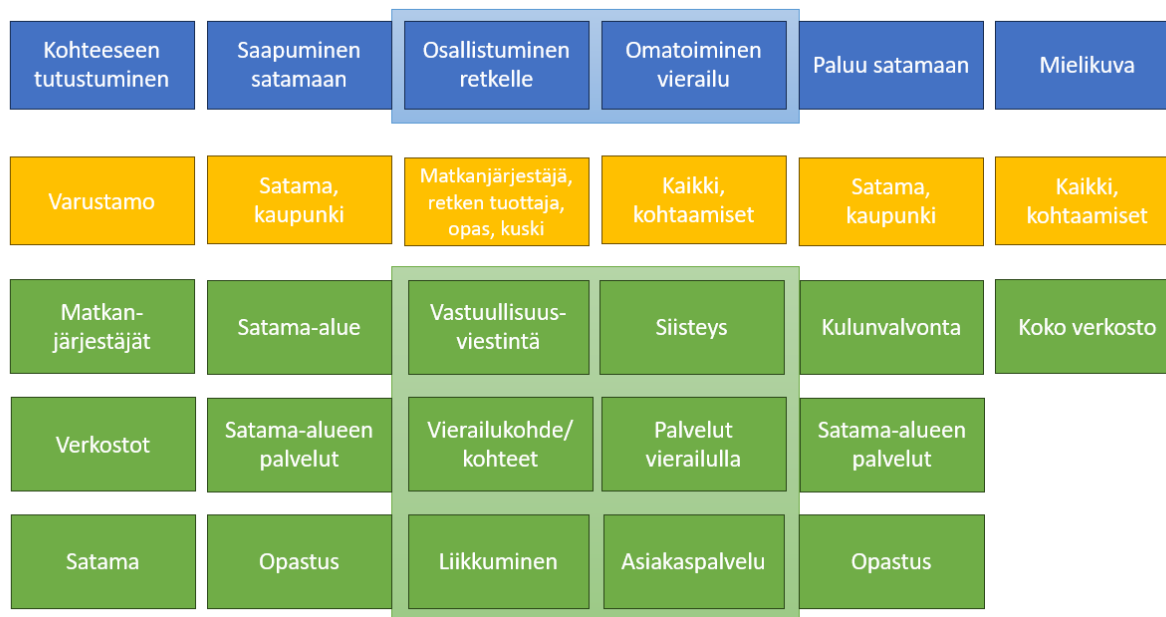 Kohteeseen
tutustuminen
Saapuminen
satamaan
Osallistuminen
retkelle
Omatoiminen
vierailu
Paluu satamaan
Mielikuva
Varustamo
Satama,
kaupunki
Matkanjärjestäjä,
retken tuottaja,
opas, kuski
Kaikki,
kohtaamiset
Satama,
kaupunki
Kaikki,
kohtaamiset
Matkan-
järjestäjät
Satama-alue
Vastuullisuus-
viestintä
Siisteys
Kulunvalvonta
Koko verkosto
Verkostot
Satama-alueen
palvelut
Vierailukohde/
kohteet
Palvelut
vierailulla
Satama-alueen
palvelut
Satama
Opastus
Liikkuminen
Asiakaspalvelu
Opastus